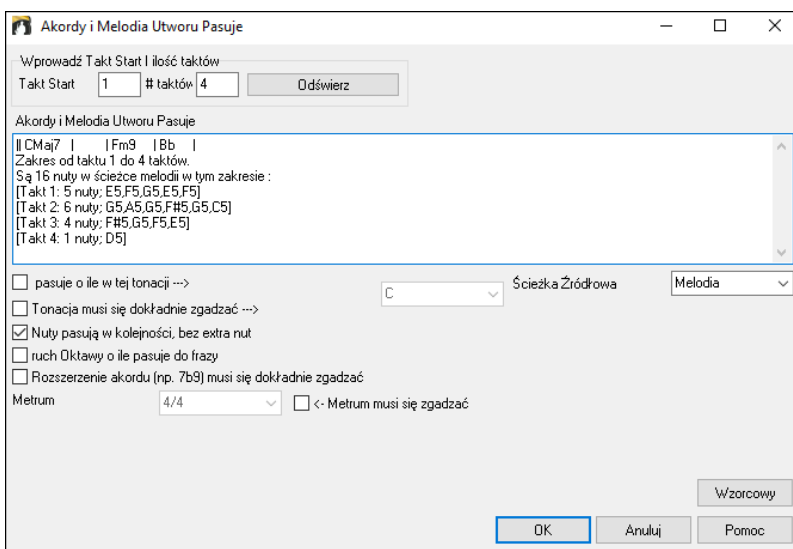 Akordy i Melodia Utworu Pasuje
Wprowadź Takt Start I ilość taktów
Takt Start 1 # taktów 4 Odświerz
Akordy i Melodia Utworu Pasuje
|| CMaj7 | | Fm9 | Bb |
Zakres od taktu 1 do 4 taktów.
Są 16 nuty w ścieżce melodii w tym zakresie :
[Takt 1: 5 nuty; E5,F5,G5,E5,F5]
[Takt 2: 6 nuty; G5,A5,G5,F#5,G5,C5]
[Takt 3: 4 nuty; F#5,G5,F5,E5]
[Takt 4: 1 nuty; D5]
pasuje o ile w tej tonacji ---> C Ścieżka Źródłowa Melodia
Tonacja musi się dokładnie zgadzać --->
Nuty pasują w kolejności, bez extra nut
ruch Oktawy o ile pasuje do frazy
Rozszerzenie akordu (np. 7b9) musi się dokładnie zgadzać
Metrum 4/4 <- Metrum musi się zgadzać
Wzorcowy
OK Anuluj Pomoc